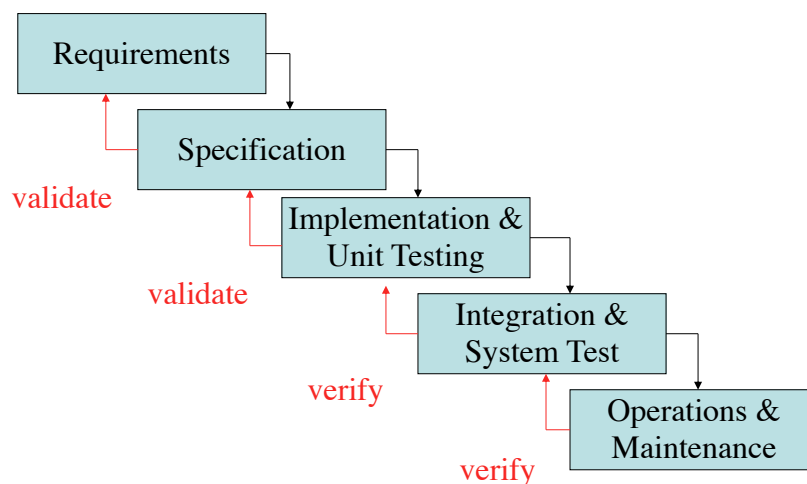 Requirements
Specification
validate
Implementation &
Unit Testing
validate
Integration &
System Test
verify
Operations &
Maintenance
verify